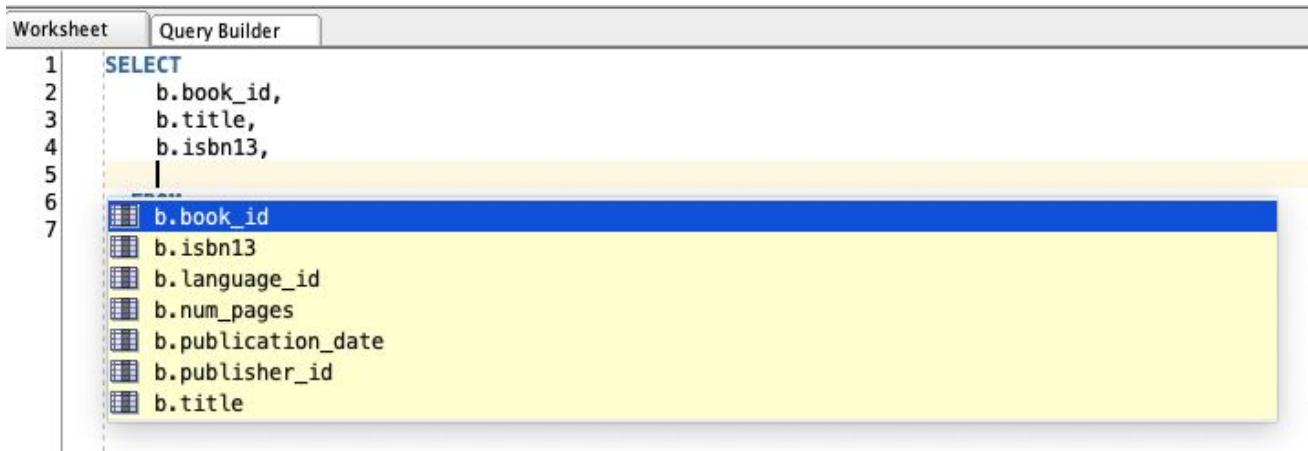 Worksheet
Query Builder
1 SELECT
2 b.book_id,
3 b.title,
4 b.isbn13,
5
6 FROM
7
b.book_id
b.isbn13
b.language_id
b.num_pages
b.publication_date
b.publisher_id
b.title